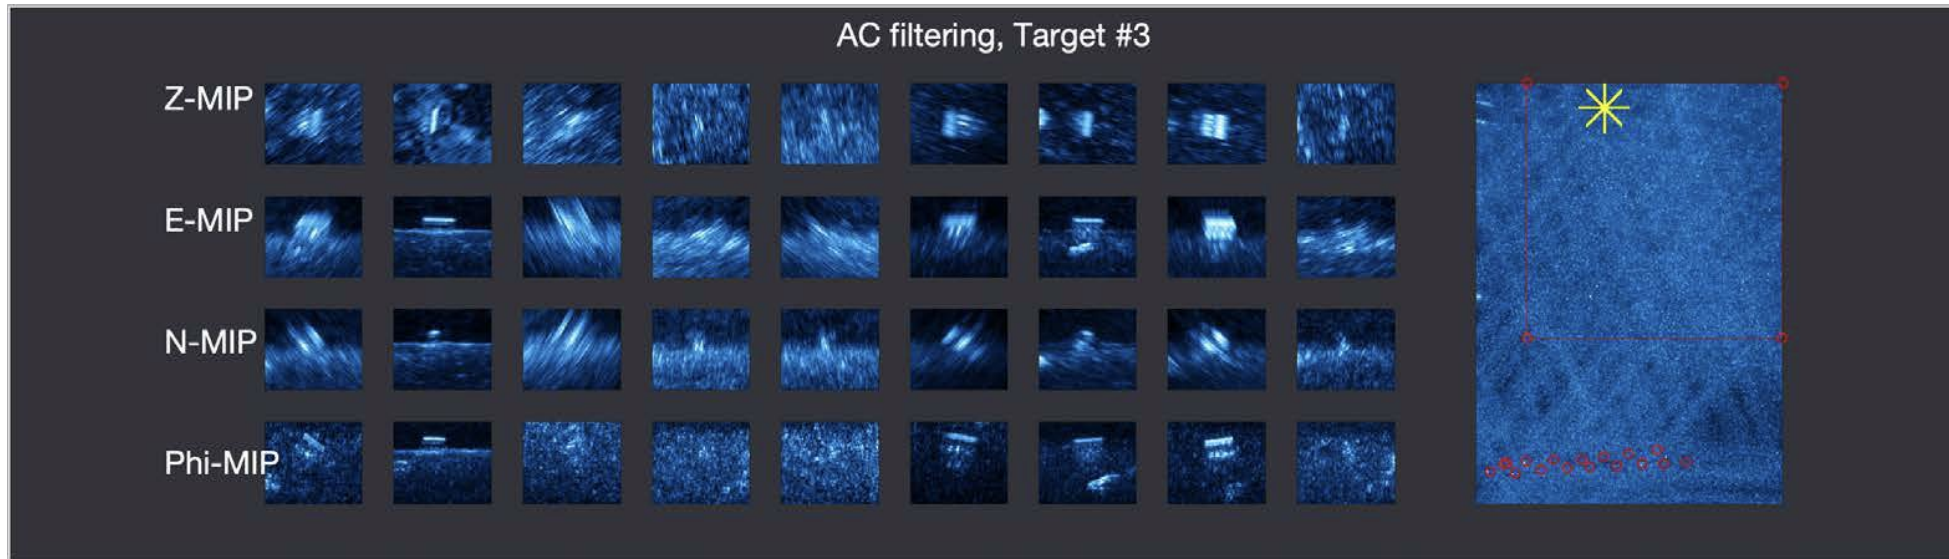 AC filtering, Target #3
Z-MIP
E-MIP
N-MIP
Phi-MIP